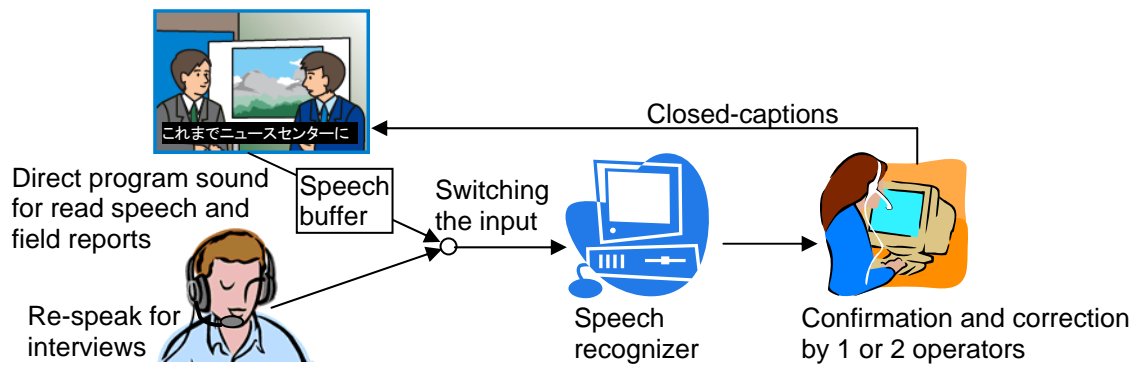 これまでニュースセンターに
Closed-captions
Direct program sound
for read speech and
field reports
Speech
buffer
Switching
the input
Re-speak for
interviews
Speech
recognizer
Confirmation and correction
by 1 or 2 operators